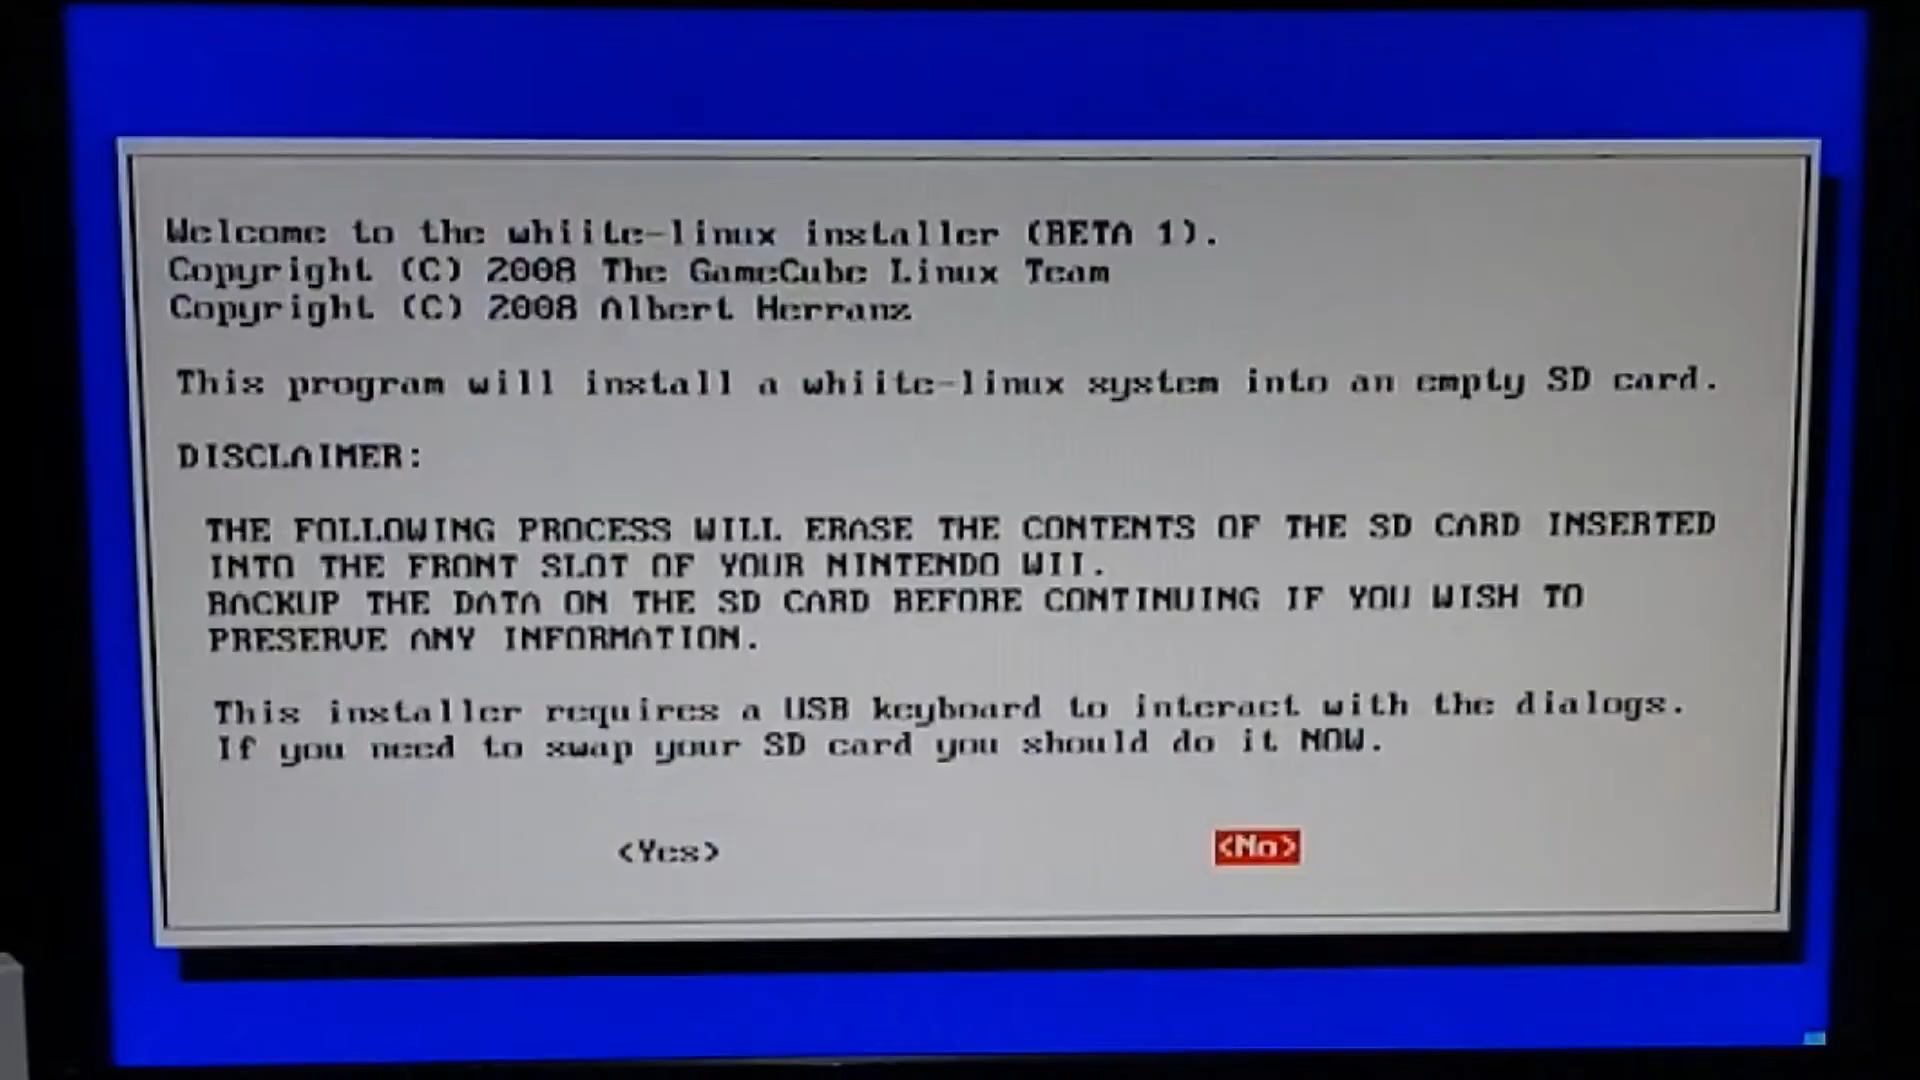 Welcome to the whiite-linux installer (BETA 1).
Copyright (C) 2008 The GameCube Linux Team
Copyright (C) 2008 Albert Herranz
This program will install a whiite-linux system into an empty SD card.
DISCLAIMER:
THE FOLLOWING PROCESS WILL ERASE THE CONTENTS OF THE SD CARD INSERTED
INTO THE FRONT SLOT OF YOUR NINTENDO WII.
BACKUP THE DATA ON THE SD CARD BEFORE CONTINUING IF YOU WISH TO
PRESERVE ANY INFORMATION.
This installer requires a USB keyboard to interact with the dialogs.
If you need to swap your SD card you should do it NOW.
<Yes> <No>